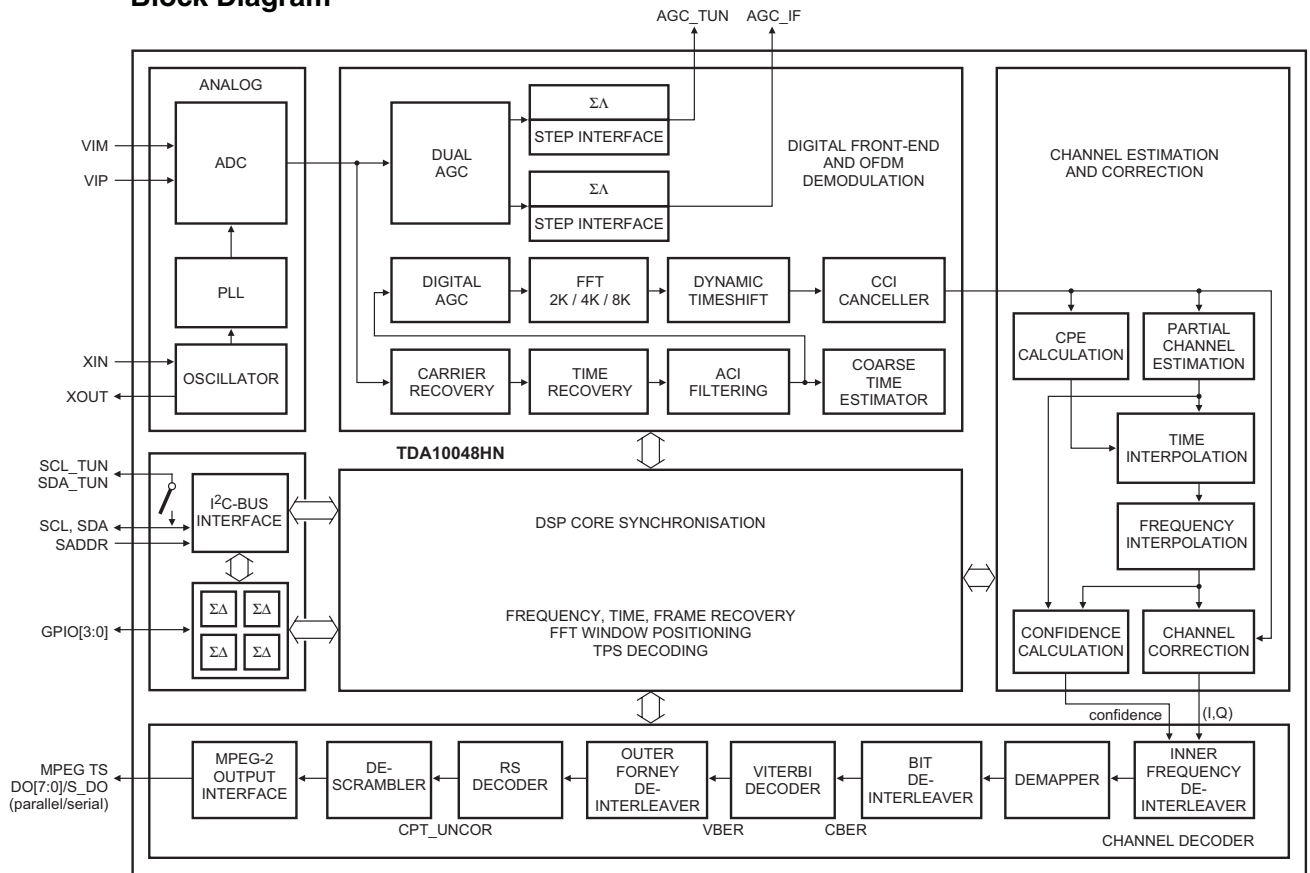 Block Diagram
AGC_TUN
AGC_IF
ANALOG
ADC
PLL
OSCILLATOR
VIM
VIP
XIN
XOUT
DUAL
AGC
ΣΛ
STEP INTERFACE
ΣΛ
STEP INTERFACE
DIGITAL FRONT-END
AND OFDM
DEMODULATION
DIGITAL
AGC
FFT
2K / 4K / 8K
DYNAMIC
TIMESHIFT
CCI
CANCELLER
CARRIER
RECOVERY
TIME
RECOVERY
ACI
FILTERING
COARSE
TIME
ESTIMATOR
CHANNEL ESTIMATION
AND CORRECTION
CPE
CALCULATION
PARTIAL
CHANNEL
ESTIMATION
TIME
INTERPOLATION
FREQUENCY
INTERPOLATION
CONFIDENCE
CALCULATION
CHANNEL
CORRECTION
confidence
(I,Q)
TDA10048HN
SCL_TUN
SDA_TUN
SCL, SDA
SADDR
GPIO[3:0]
I²C-BUS
INTERFACE
ΣΔ
ΣΔ
ΣΔ
ΣΔ
DSP CORE SYNCHRONISATION
FREQUENCY, TIME, FRAME RECOVERY
FFT WINDOW POSITIONING
TPS DECODING
MPEG TS
DO[7:0]/S_DO
(parallel/serial)
MPEG-2
OUTPUT
INTERFACE
DE-
SCRAMBLER
RS
DECODER
OUTER
FORNEY
DE-
INTERLEAVER
VITERBI
DECODER
BIT
DE-
INTERLEAVER
DEMAPPER
INNER
FREQUENCY
DE-
INTERLEAVER
CPT_UNCOR
VBER
CBER
CHANNEL DECODER